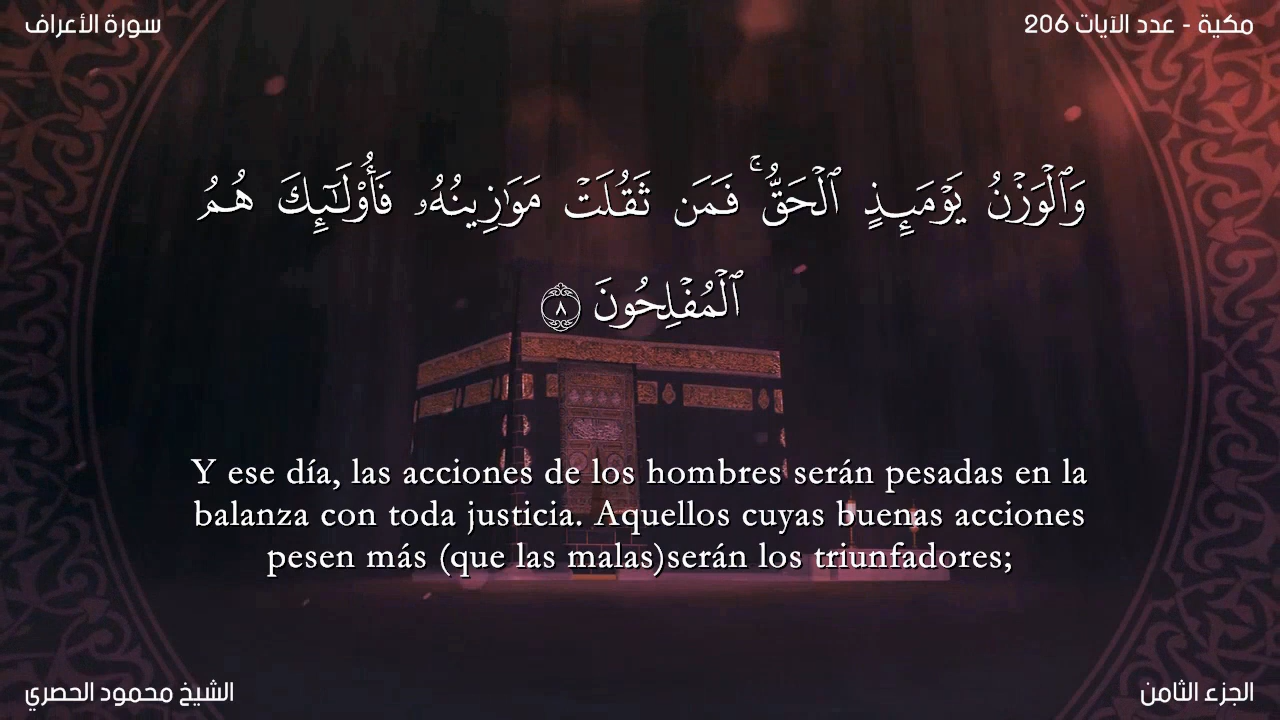 سورة الأعراف
مكية - عدد الآيات 206
وَٱلْوَزْنُ يَوْمَئِذٍ ٱلْحَقُّ ۚ فَمَن ثَقُلَتْ مَوَٰزِينُهُۥ فَأُو۟لَـٰٓئِكَ هُمُ
ٱلْمُفْلِحُونَ ٨
Y ese día, las acciones de los hombres serán pesadas en la
balanza con toda justicia. Aquellos cuyas buenas acciones
pesen más (que las malas)serán los triunfadores;
الشيخ محمود الحصري
الجزء الثامن